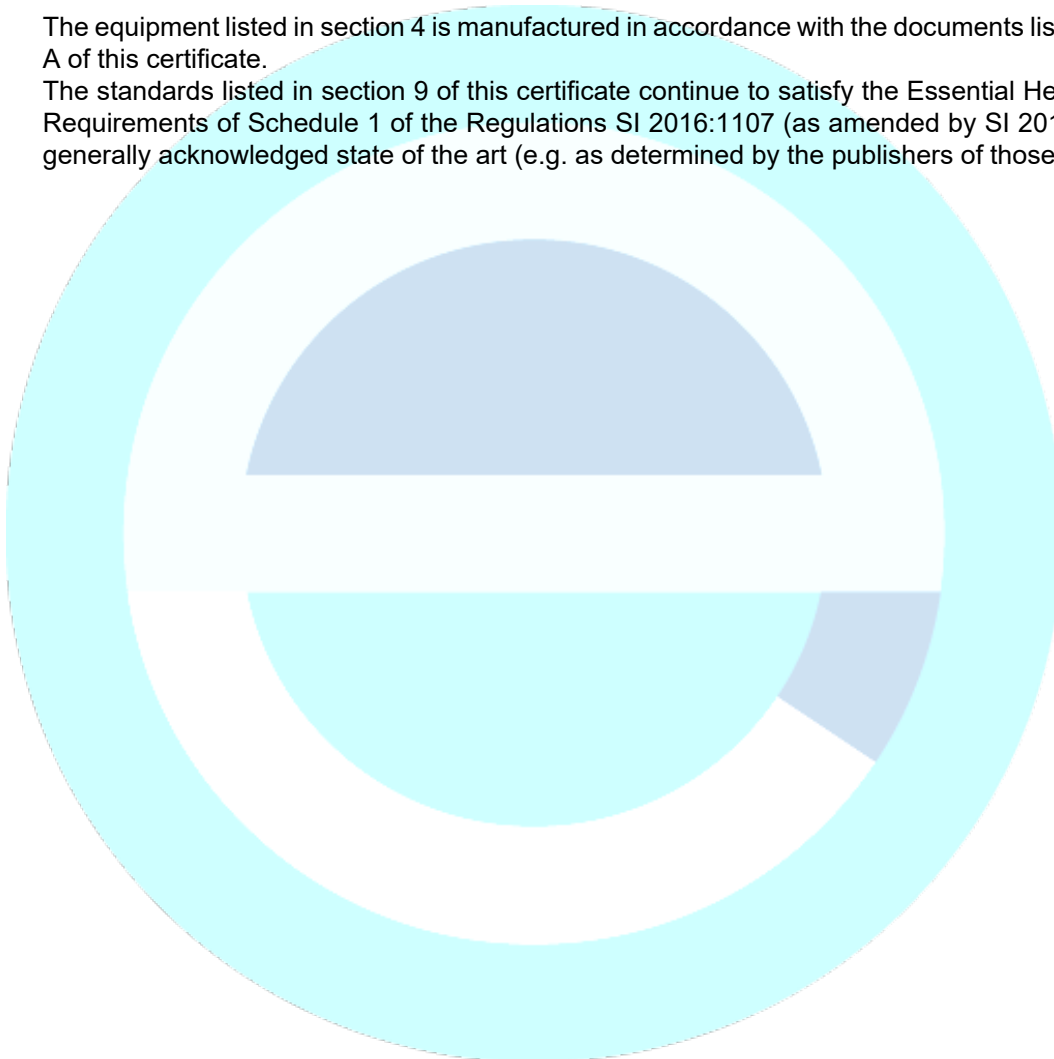 The equipment listed in section 4 is manufactured in accordance with the documents lis
A of this certificate.
The standards listed in section 9 of this certificate continue to satisfy the Essential He
Requirements of Schedule 1 of the Regulations SI 2016:1107 (as amended by SI 201
generally acknowledged state of the art (e.g. as determined by the publishers of those